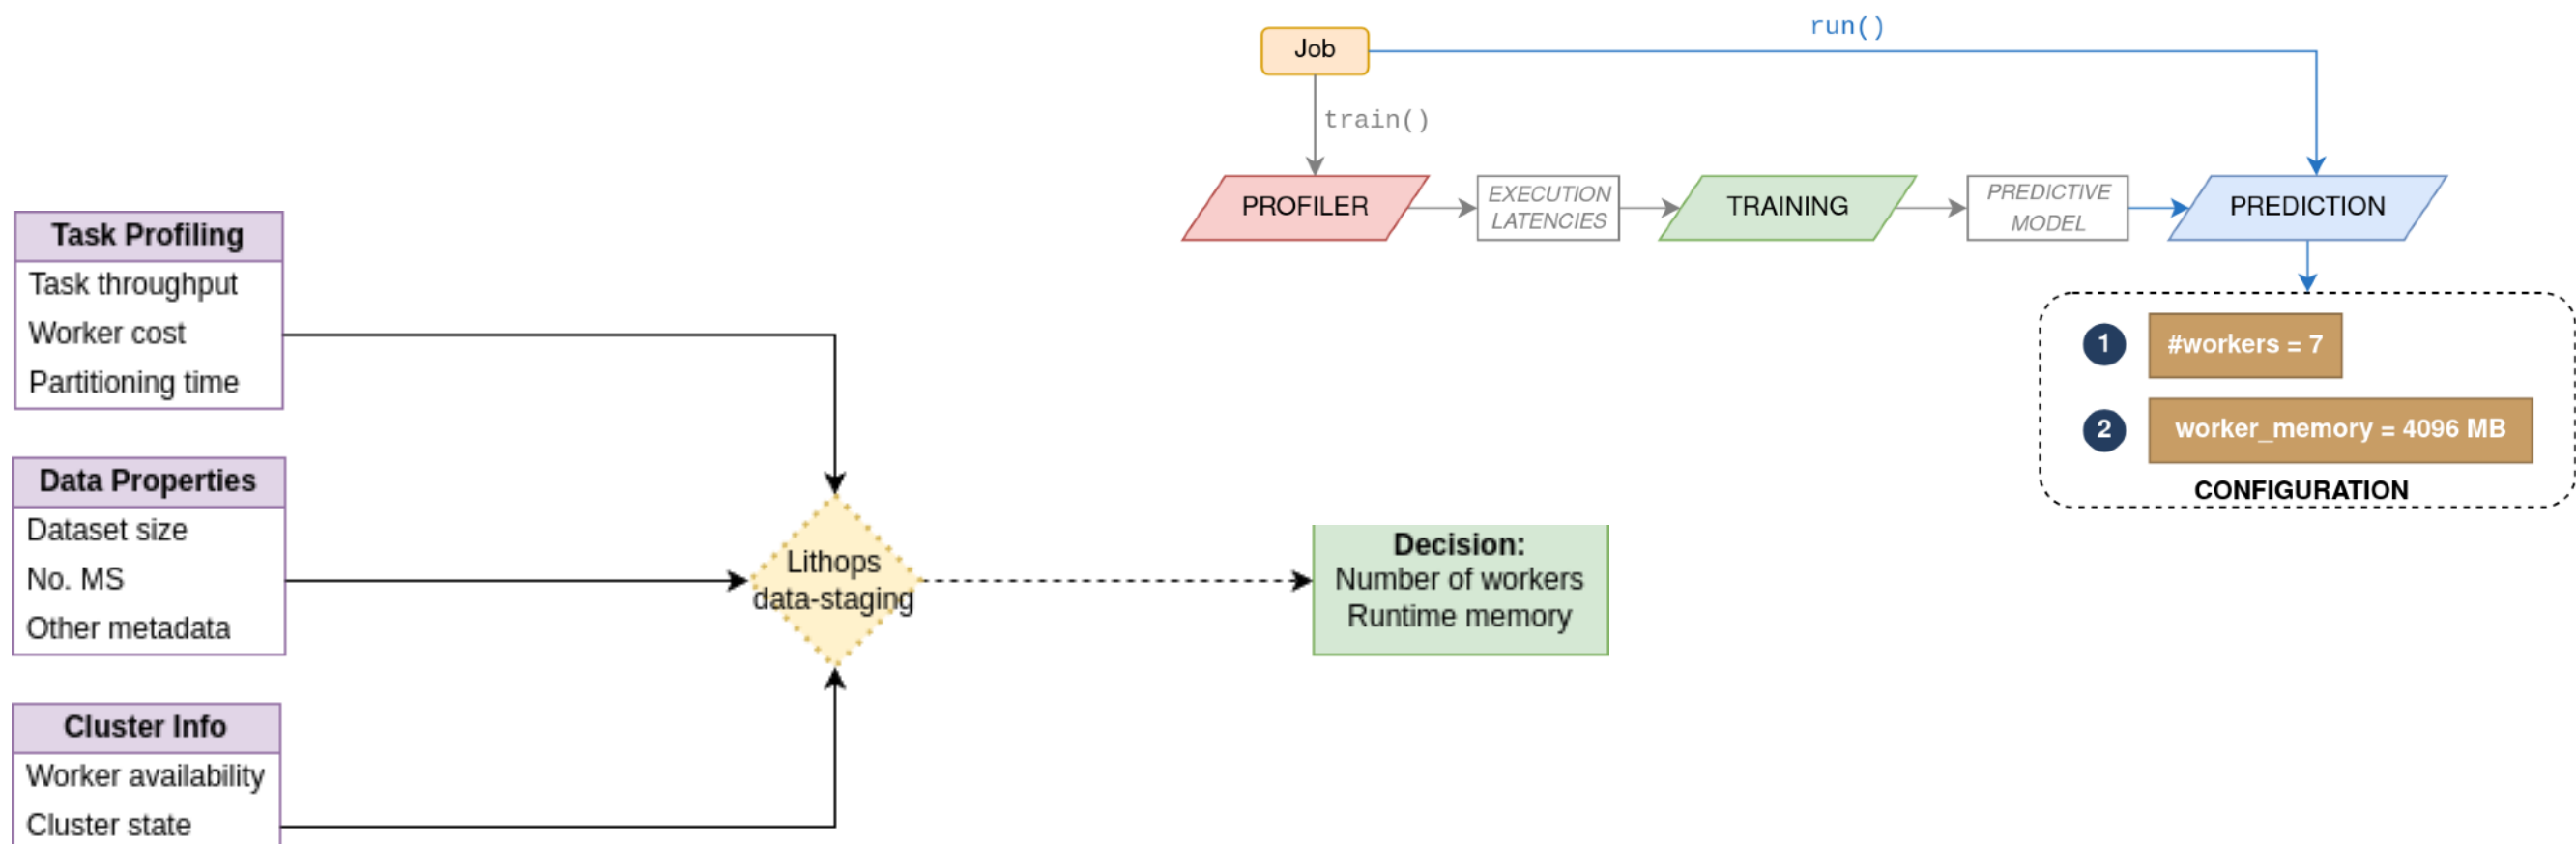 Task Profiling
Task throughput
Worker cost
Partitioning time
Data Properties
Dataset size
No. MS
Other metadata
Cluster Info
Worker availability
Cluster state
Lithops
data-staging
Decision:
Number of workers
Runtime memory
Job
run()
train()
PROFILER
EXECUTION
LATENCIES
TRAINING
PREDICTIVE
MODEL
PREDICTION
1
#workers = 7
2
worker_memory = 4096 MB
CONFIGURATION